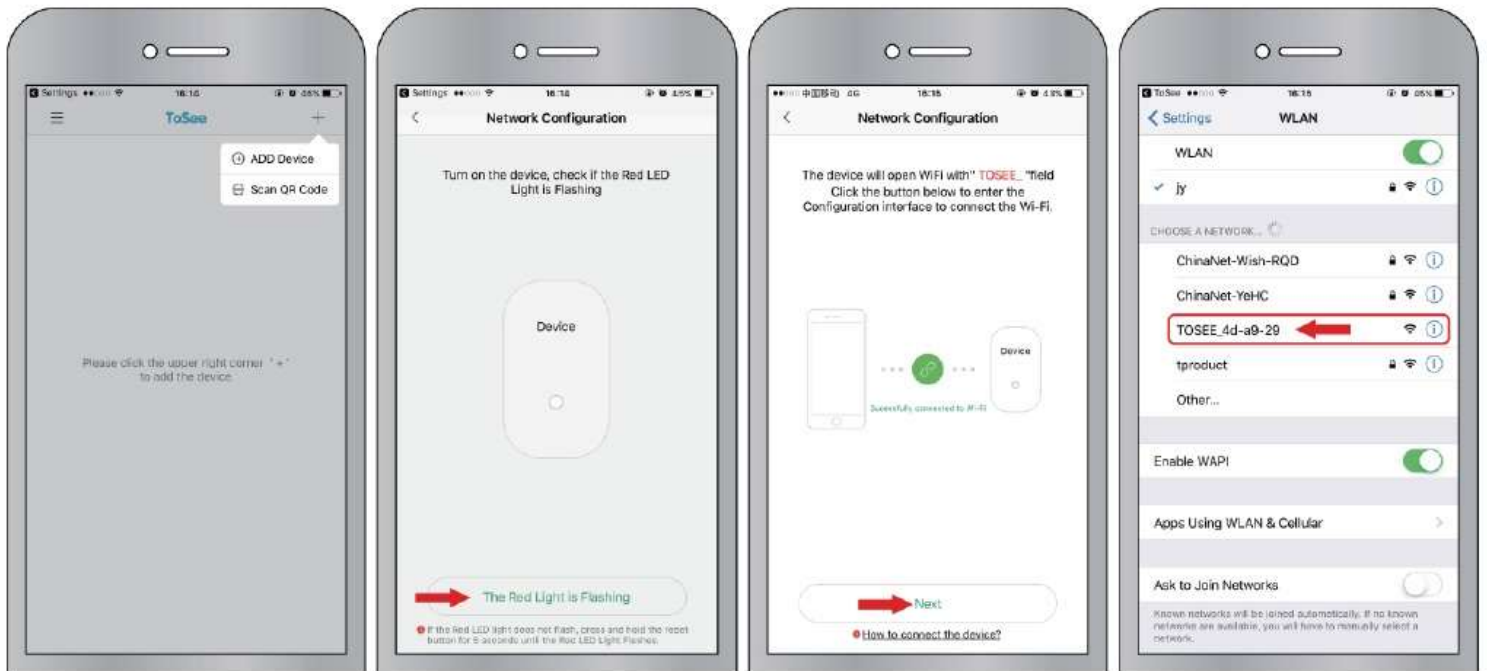 Settings
16:14
ToSee
ADD Device
Scan QR Code
Please click the upper right corner "+"
to add the device
Settings
16:14
45%
Network Configuration
Turn on the device, check if the Red LED
Light is Flashing
Device
The Red Light is Flashing
If the Red LED light does not flash, press and hold the reset
button for 6 seconds until the Red LED Light Flashes.
中国移动 4G
16:15
Network Configuration
The device will open WiFi with" TOSEE_ "field
Click the button below to enter the
Configuration interface to connect the Wi-Fi.
Device
Successfully connected to Wi-Fi
Next
How to connect the device?
ToSee
16:15
Settings
WLAN
WLAN
jy
CHOOSE A NETWORK...
ChinaNet-Wish-RQD
ChinaNet-YeHC
TOSEE_4d-a9-29
tproduct
Other...
Enable WAPI
Apps Using WLAN & Cellular
Ask to Join Networks
Known networks will be joined automatically. If no known
networks are available, you will have to manually select a
network.